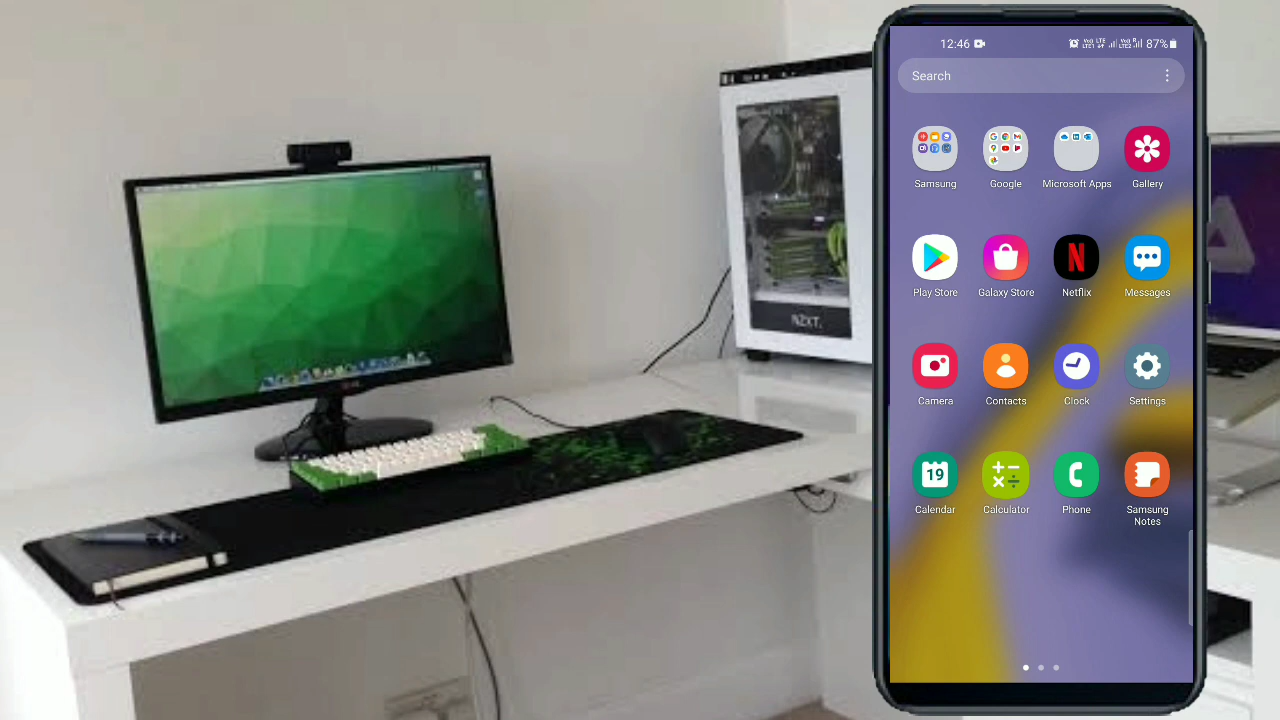 12:46
87%
Search
Samsung
Google
Microsoft Apps
Gallery
Play Store
Galaxy Store
Netflix
Messages
Camera
Contacts
Clock
Settings
19
Calendar
Calculator
Phone
Samsung
Notes
NZXT.